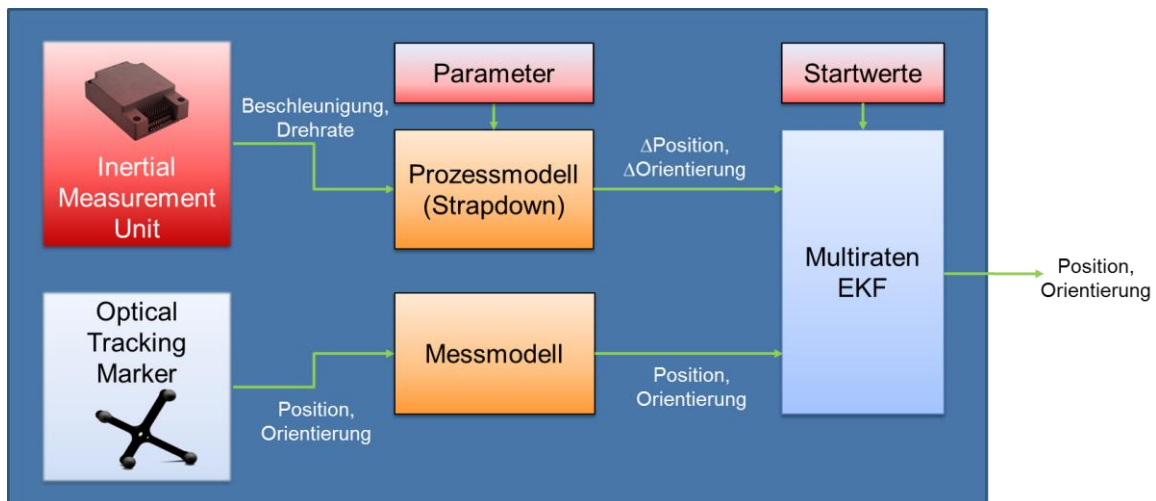 Inertial
Measurement
Unit
Beschleunigung,
Drehrate
Parameter
Prozessmodell
(Strapdown)
ΔPosition,
ΔOrientierung
Startwerte
Multiraten
EKF
Position,
Orientierung
Optical
Tracking
Marker
Position,
Orientierung
Messmodell
Position,
Orientierung